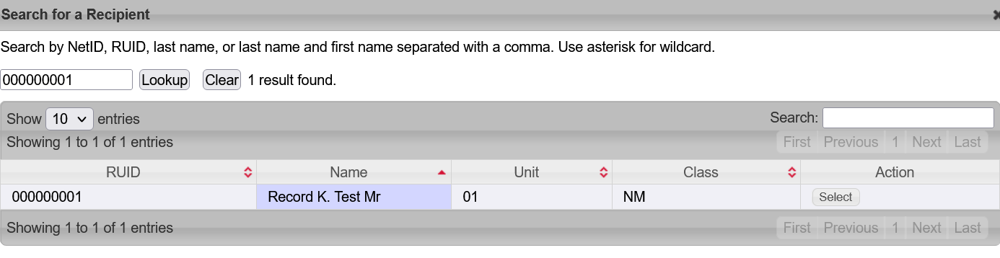 Search for a Recipient
Search by NetID, RUID, last name, or last name and first name separated with a comma. Use asterisk for wildcard.
000000001 Lookup Clear 1 result found.
Show 10 entries Search:
Showing 1 to 1 of 1 entries First Previous 1 Next Last
RUID Name Unit Class Action
000000001 Record K. Test Mr 01 NM Select
Showing 1 to 1 of 1 entries First Previous 1 Next Last